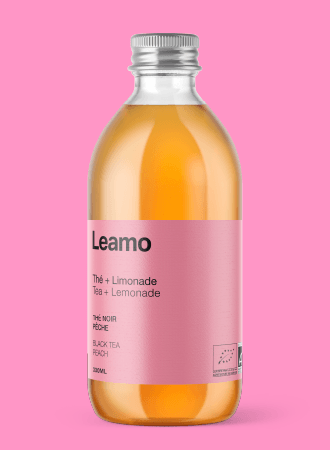 Leamo
Thé + Limonade
Tea + Lemonade
THÉ NOIR
PÊCHE
BLACK TEA
PEACH
330ML